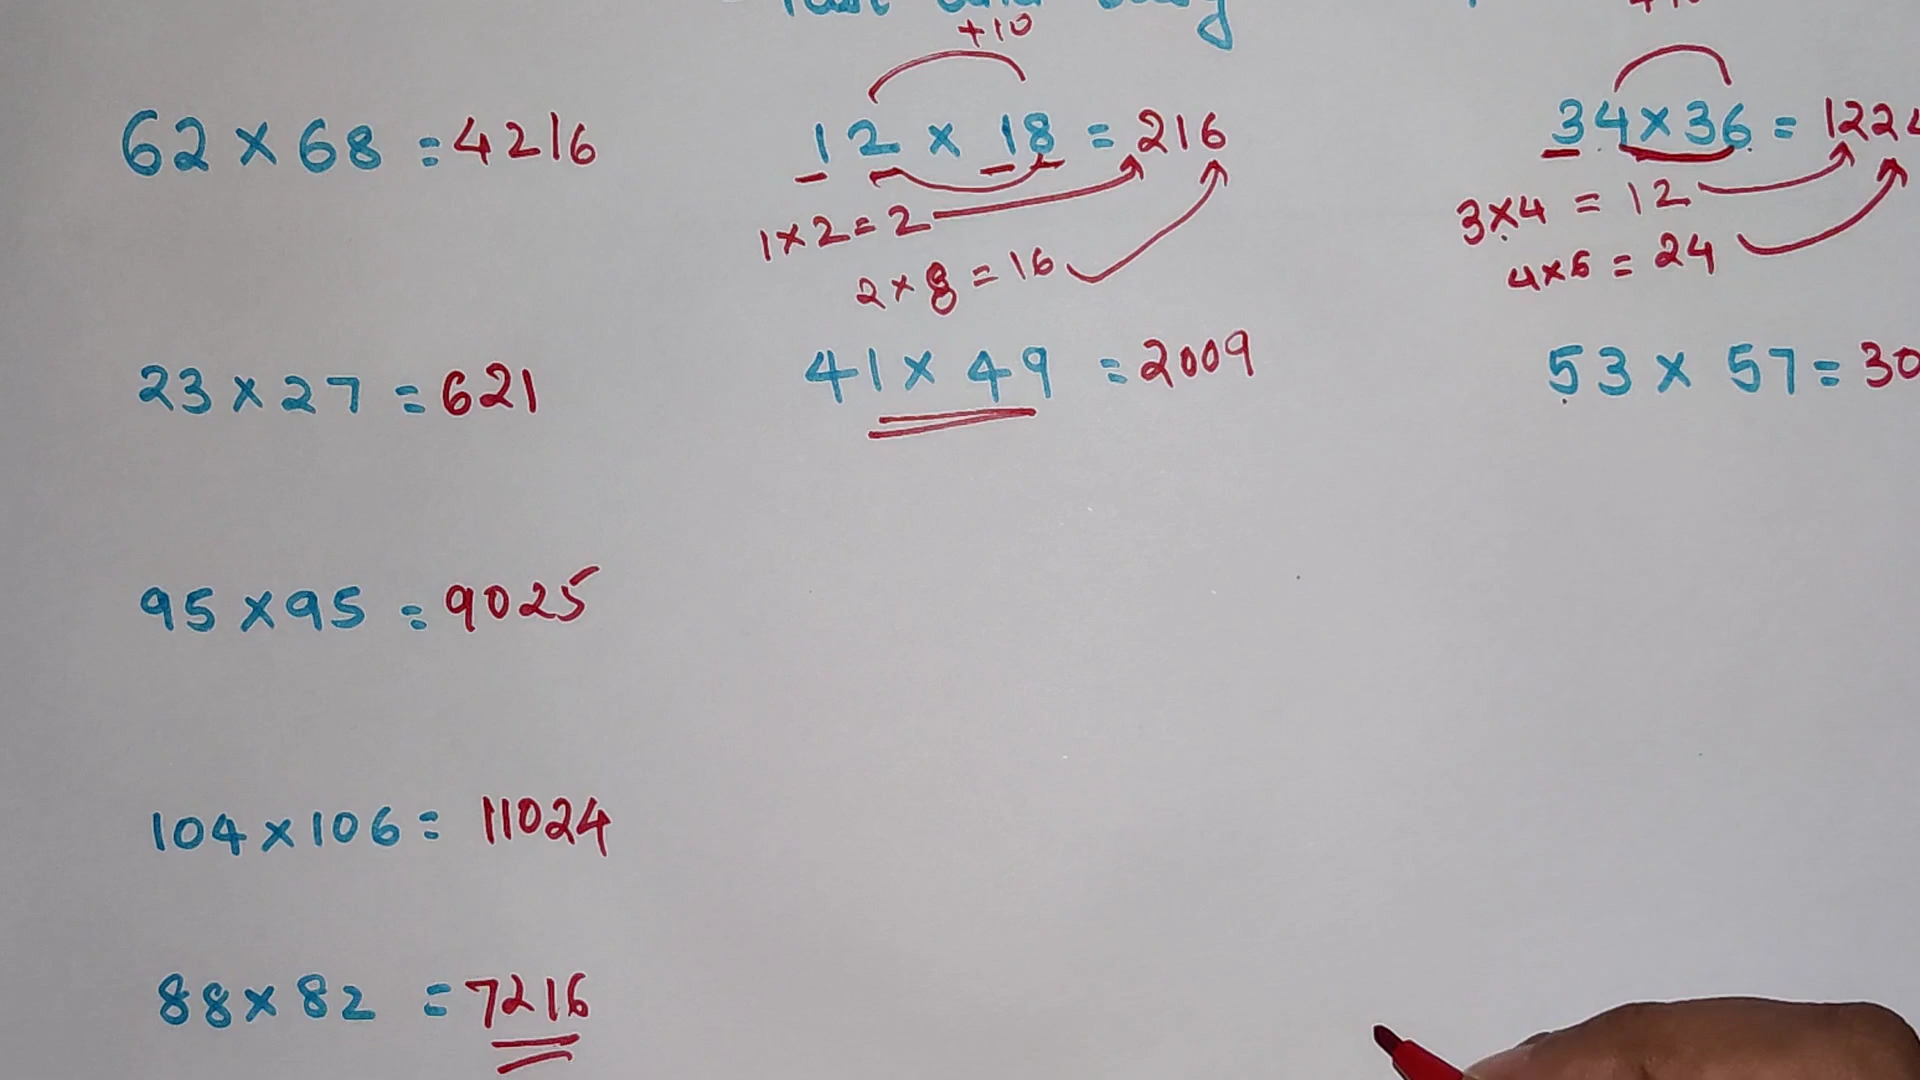 +10
62 × 68 = 4216
12 × 18 = 216
34 × 36 = 122
1 × 2 = 2
3 × 4 = 12
2 × 8 = 16
4 × 6 = 24
23 × 27 = 621
41 × 49 = 2009
53 × 57 = 30
95 × 95 = 9025
104 × 106 = 11024
88 × 82 = 7216